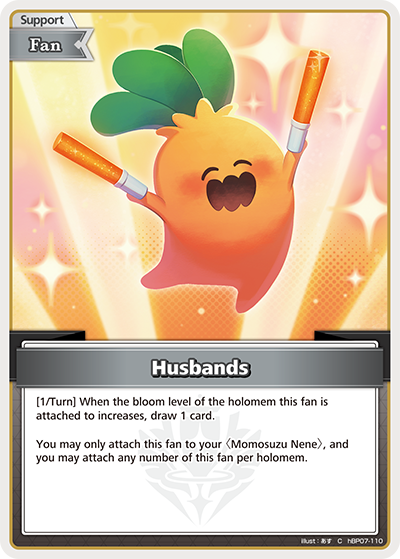 Support
Fan
Husbands
[1/Turn] When the bloom level of the holomem this fan is
attached to increases, draw 1 card.
You may only attach this fan to your 〈Momosuzu Nene〉, and
you may attach any number of this fan per holomem.
illust：あす C hBP07-110